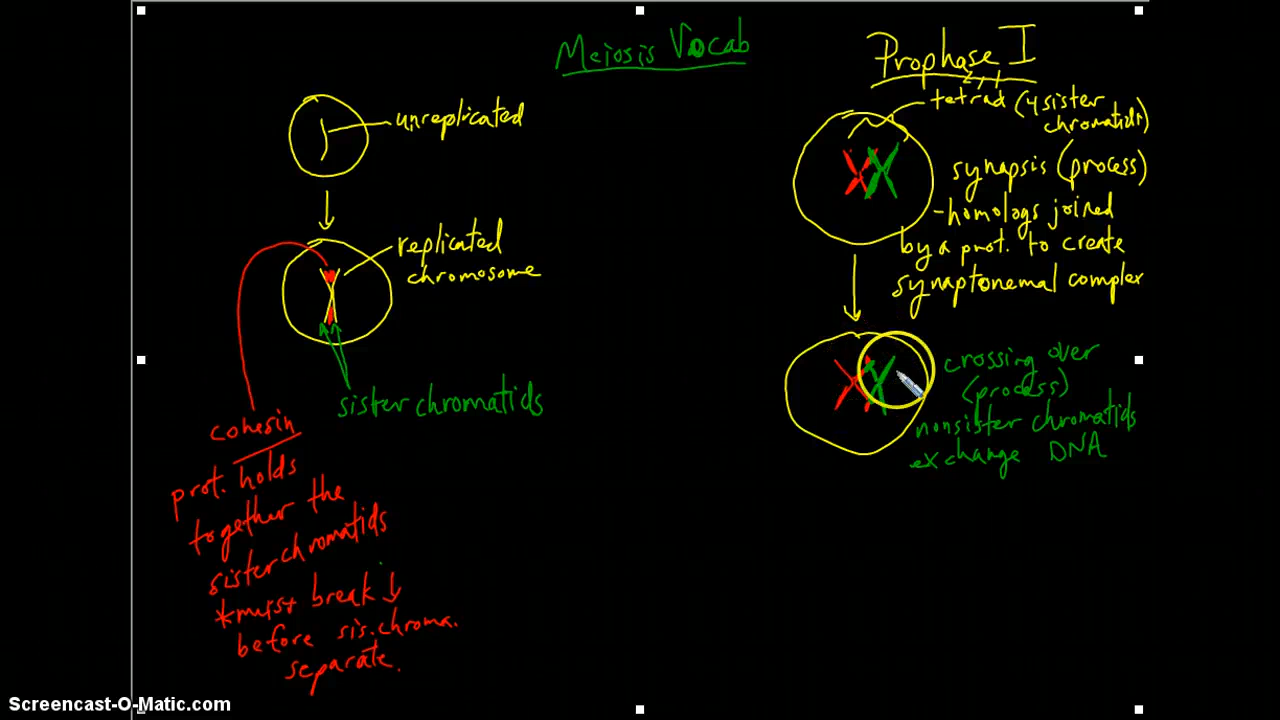 Meiosis Vocab
unreplicated
replicated
chromosome
sister chromatids
cohesin
prot. holds
together the
sister chromatids
*must break ↓
before sis. chroma.
separate.
Prophase I
tetrad (4 sister
chromatids)
synapsis (process)
-homologs joined
by a prot. to create
synaptonemal complex
crossing over
(process)
nonsister chromatids
exchange DNA
Screencast-O-Matic.com